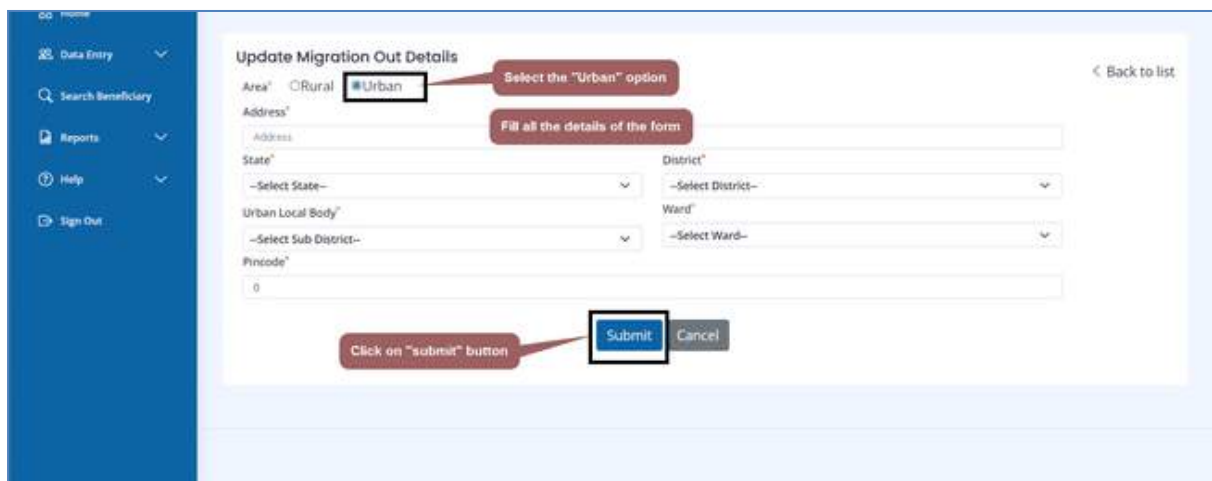 Home
Data Entry
Search Beneficiary
Reports
Help
Sign Out
Update Migration Out Details
< Back to list
Area* Rural Urban
Select the "Urban" option
Address*
Address
Fill all the details of the form
State* District*
--Select State-- --Select District--
Urban Local Body* Ward*
--Select Sub District-- --Select Ward--
Pincode*
0
Submit Cancel
Click on "submit" button